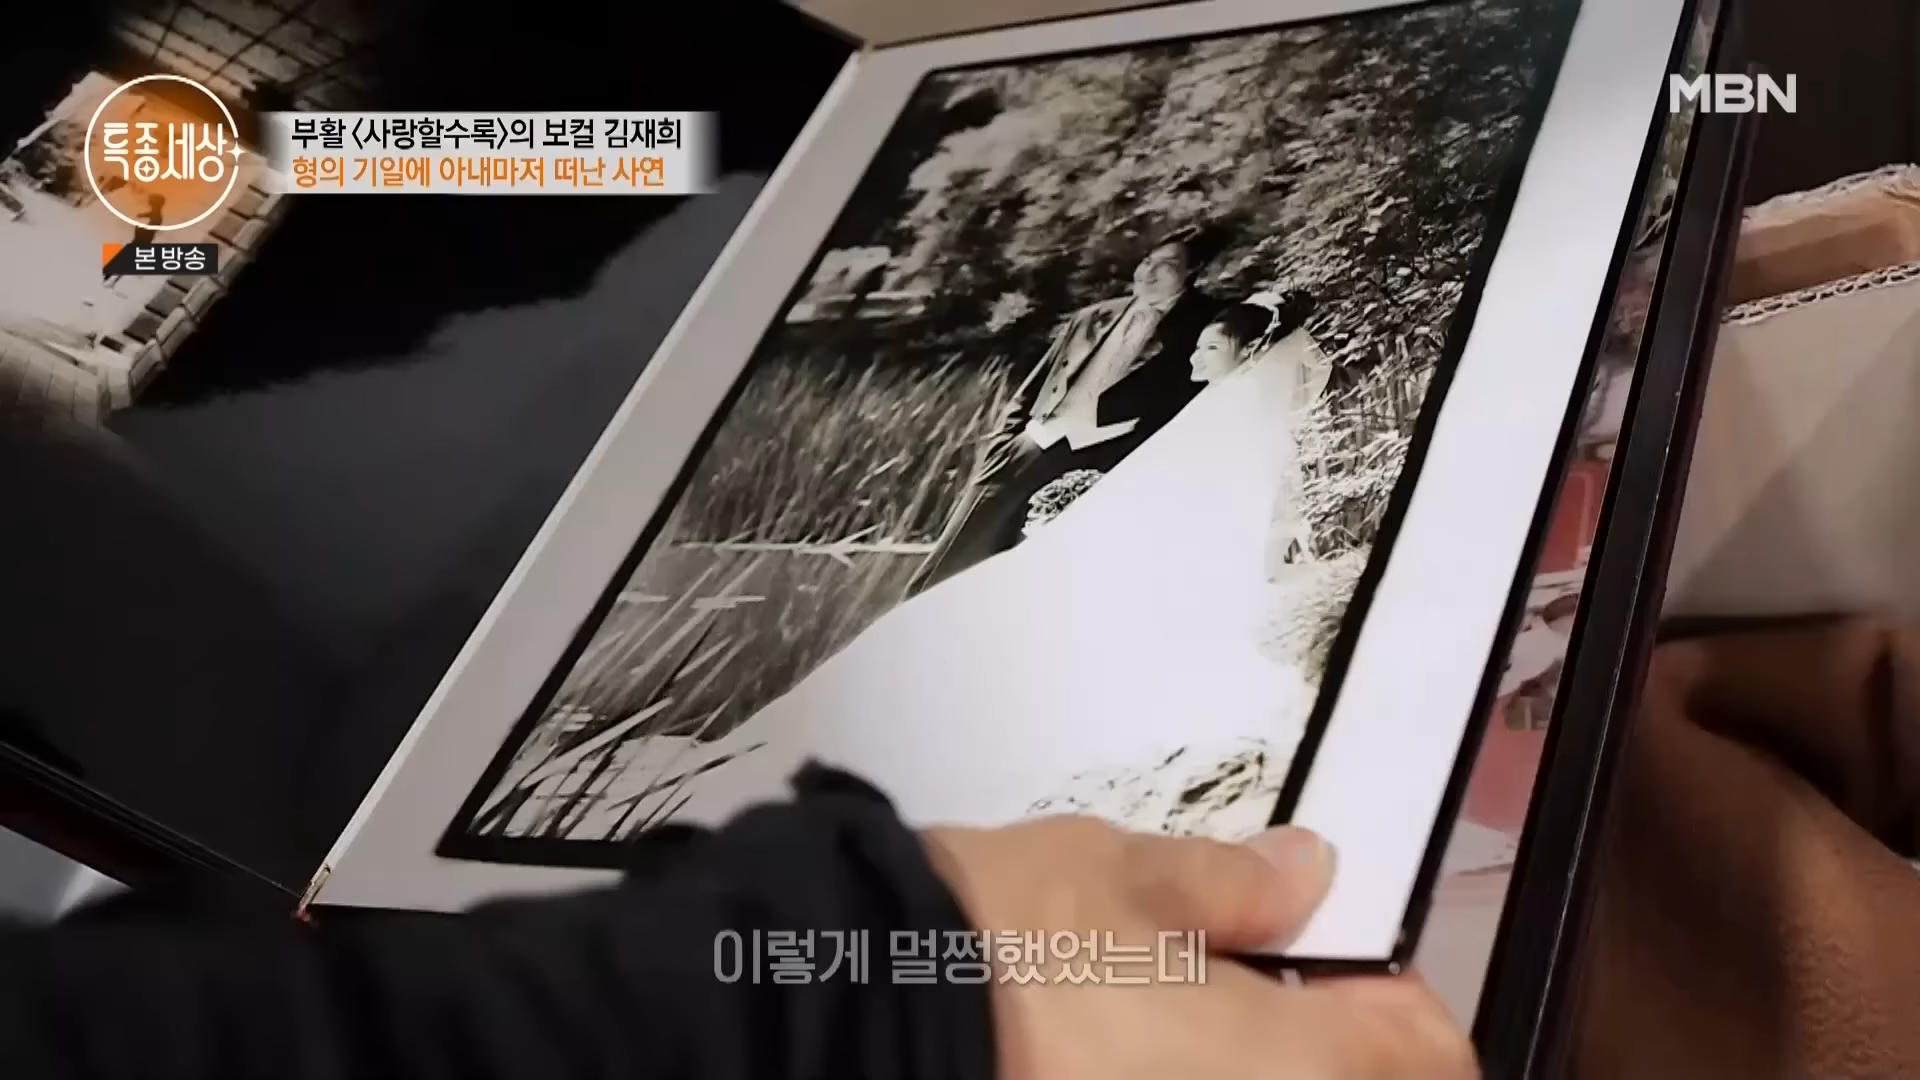 특종세상
부활 〈사랑할수록〉의 보컬 김재희
형의 기일에 아내마저 떠난 사연
본 방송
MBN
이렇게 멀쩡했었는데